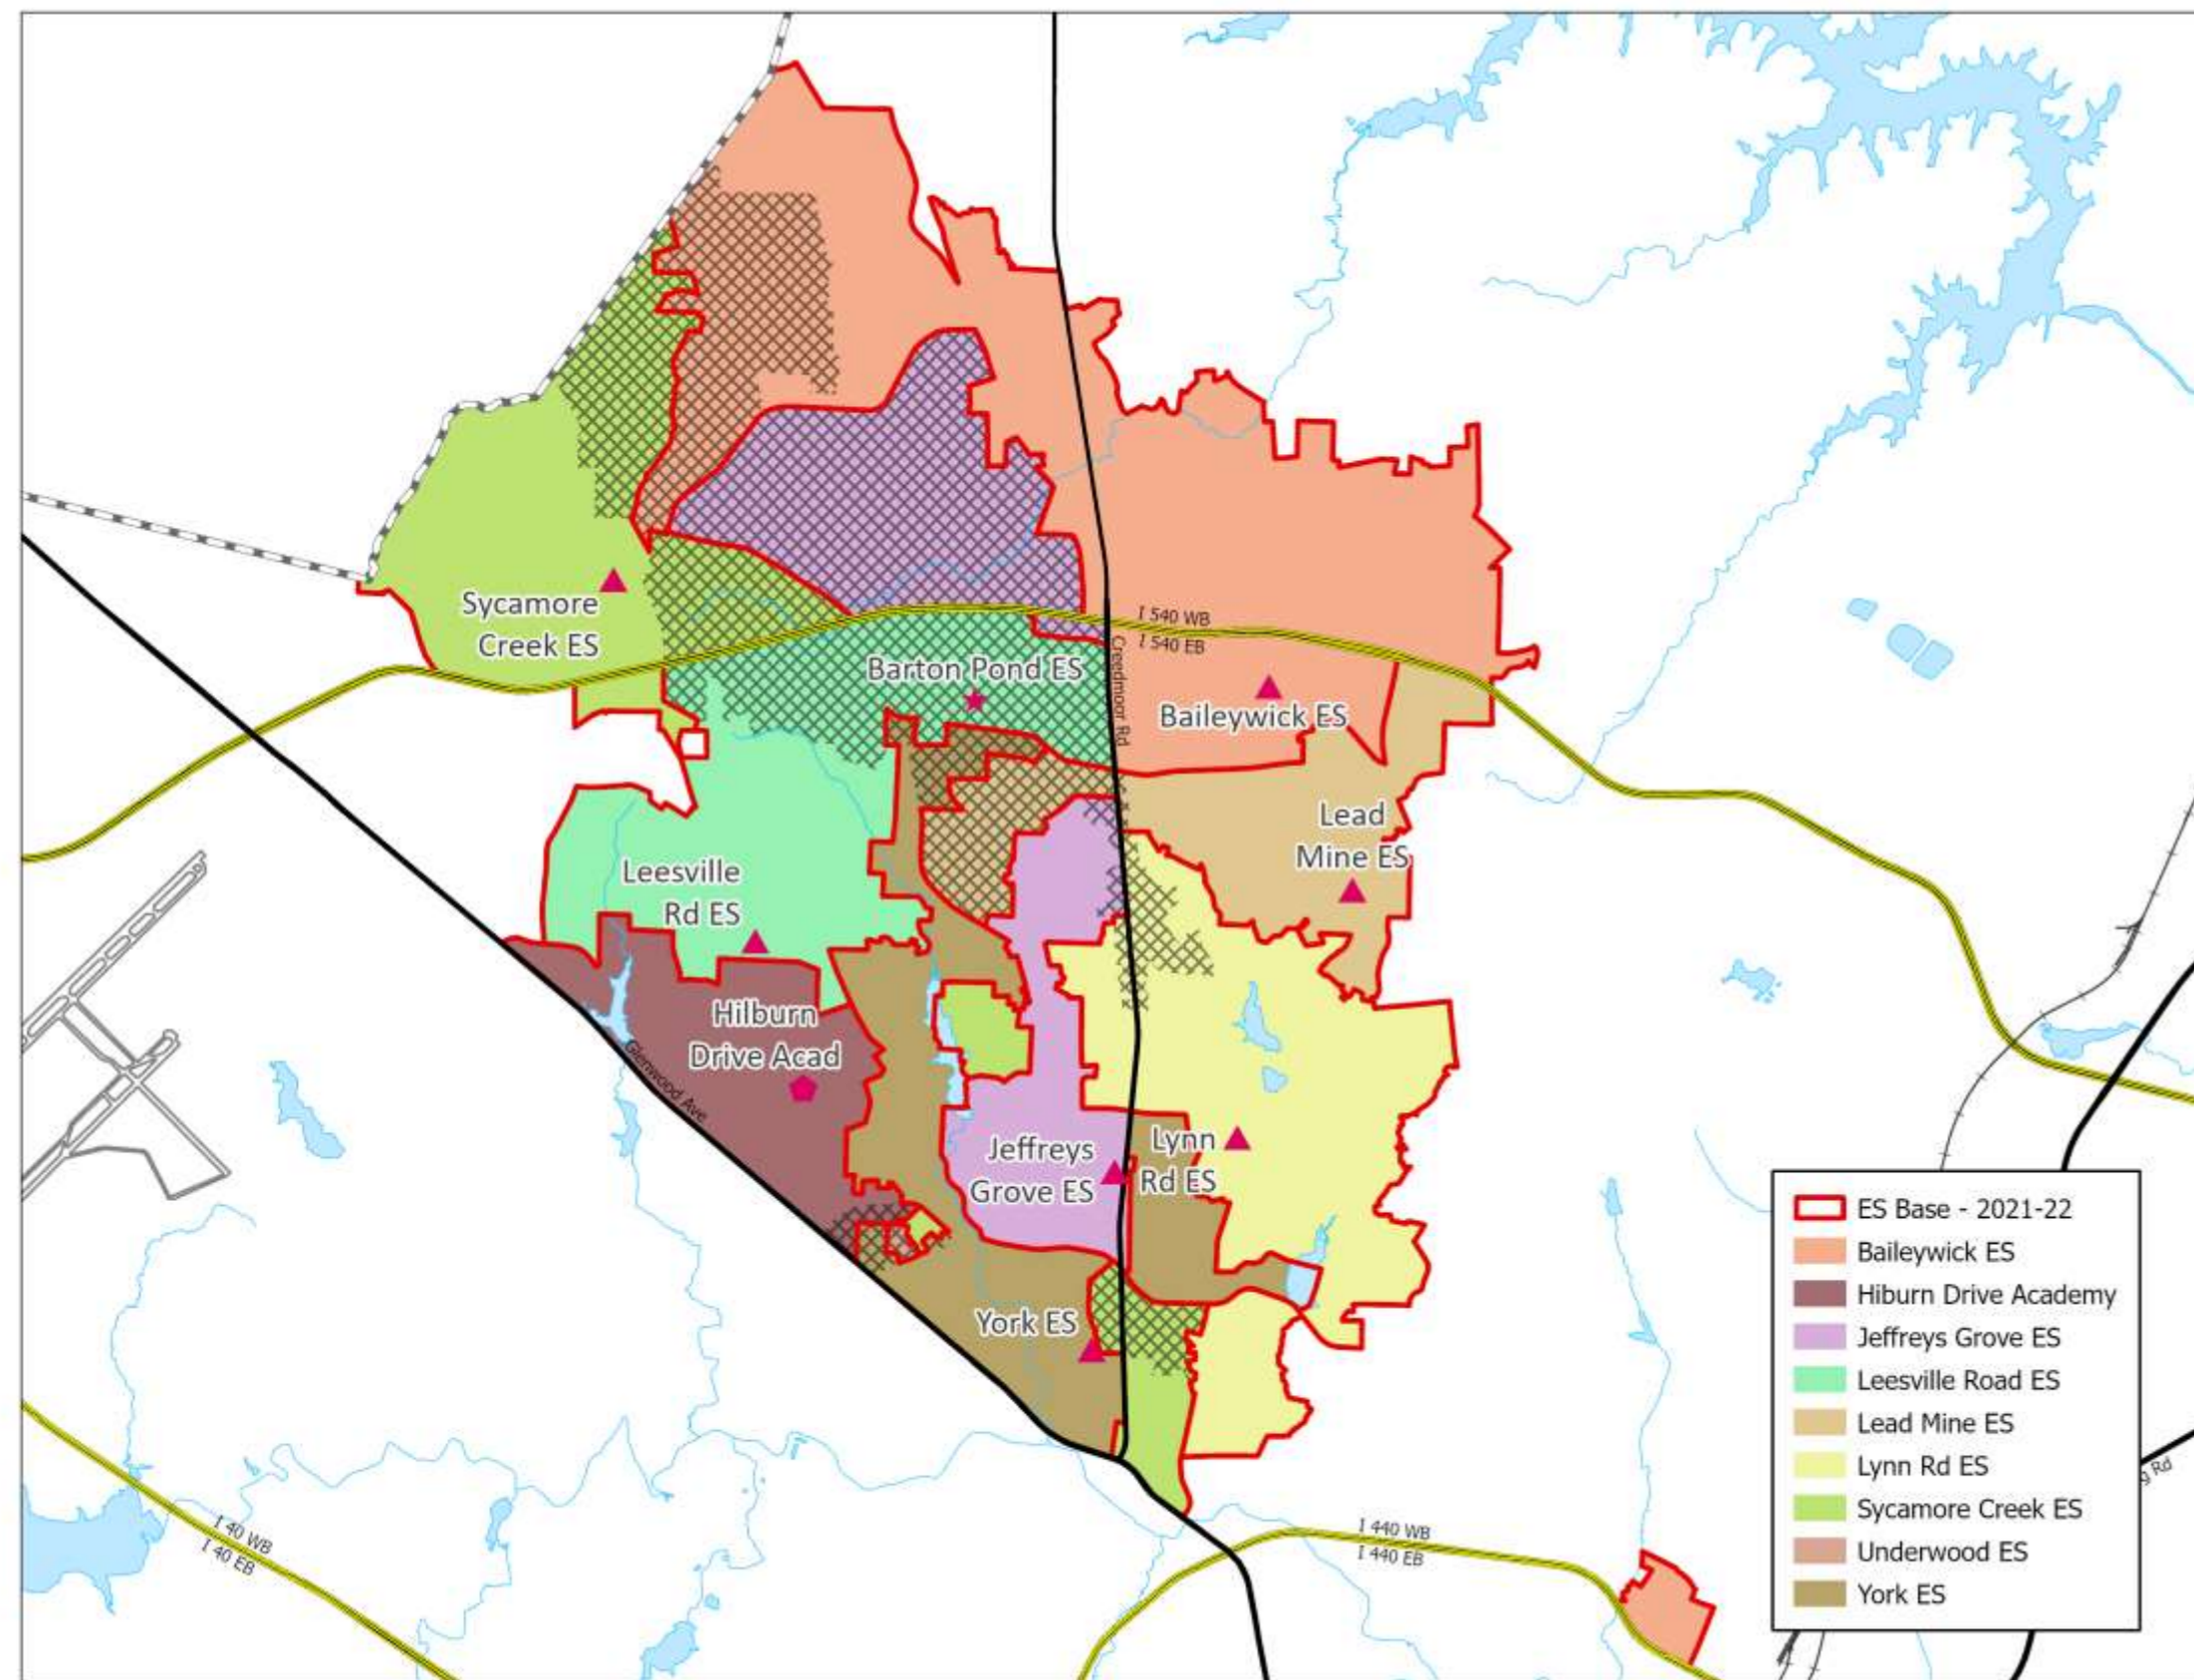 I 540 WB
I 540 EB
Creedmoor Rd
Sycamore
Creek ES
Barton Pond ES
Baileywick ES
Lead
Mine ES
Leesville
Rd ES
Hilburn
Drive Acad
Glenwood Ave
Jeffreys
Grove ES
Lynn
Rd ES
York ES
I 40 WB
I 40 EB
I 440 WB
I 440 EB
ES Base - 2021-22
Baileywick ES
Hiburn Drive Academy
Jeffreys Grove ES
Leesville Road ES
Lead Mine ES
Lynn Rd ES
Sycamore Creek ES
Underwood ES
York ES
g Rd